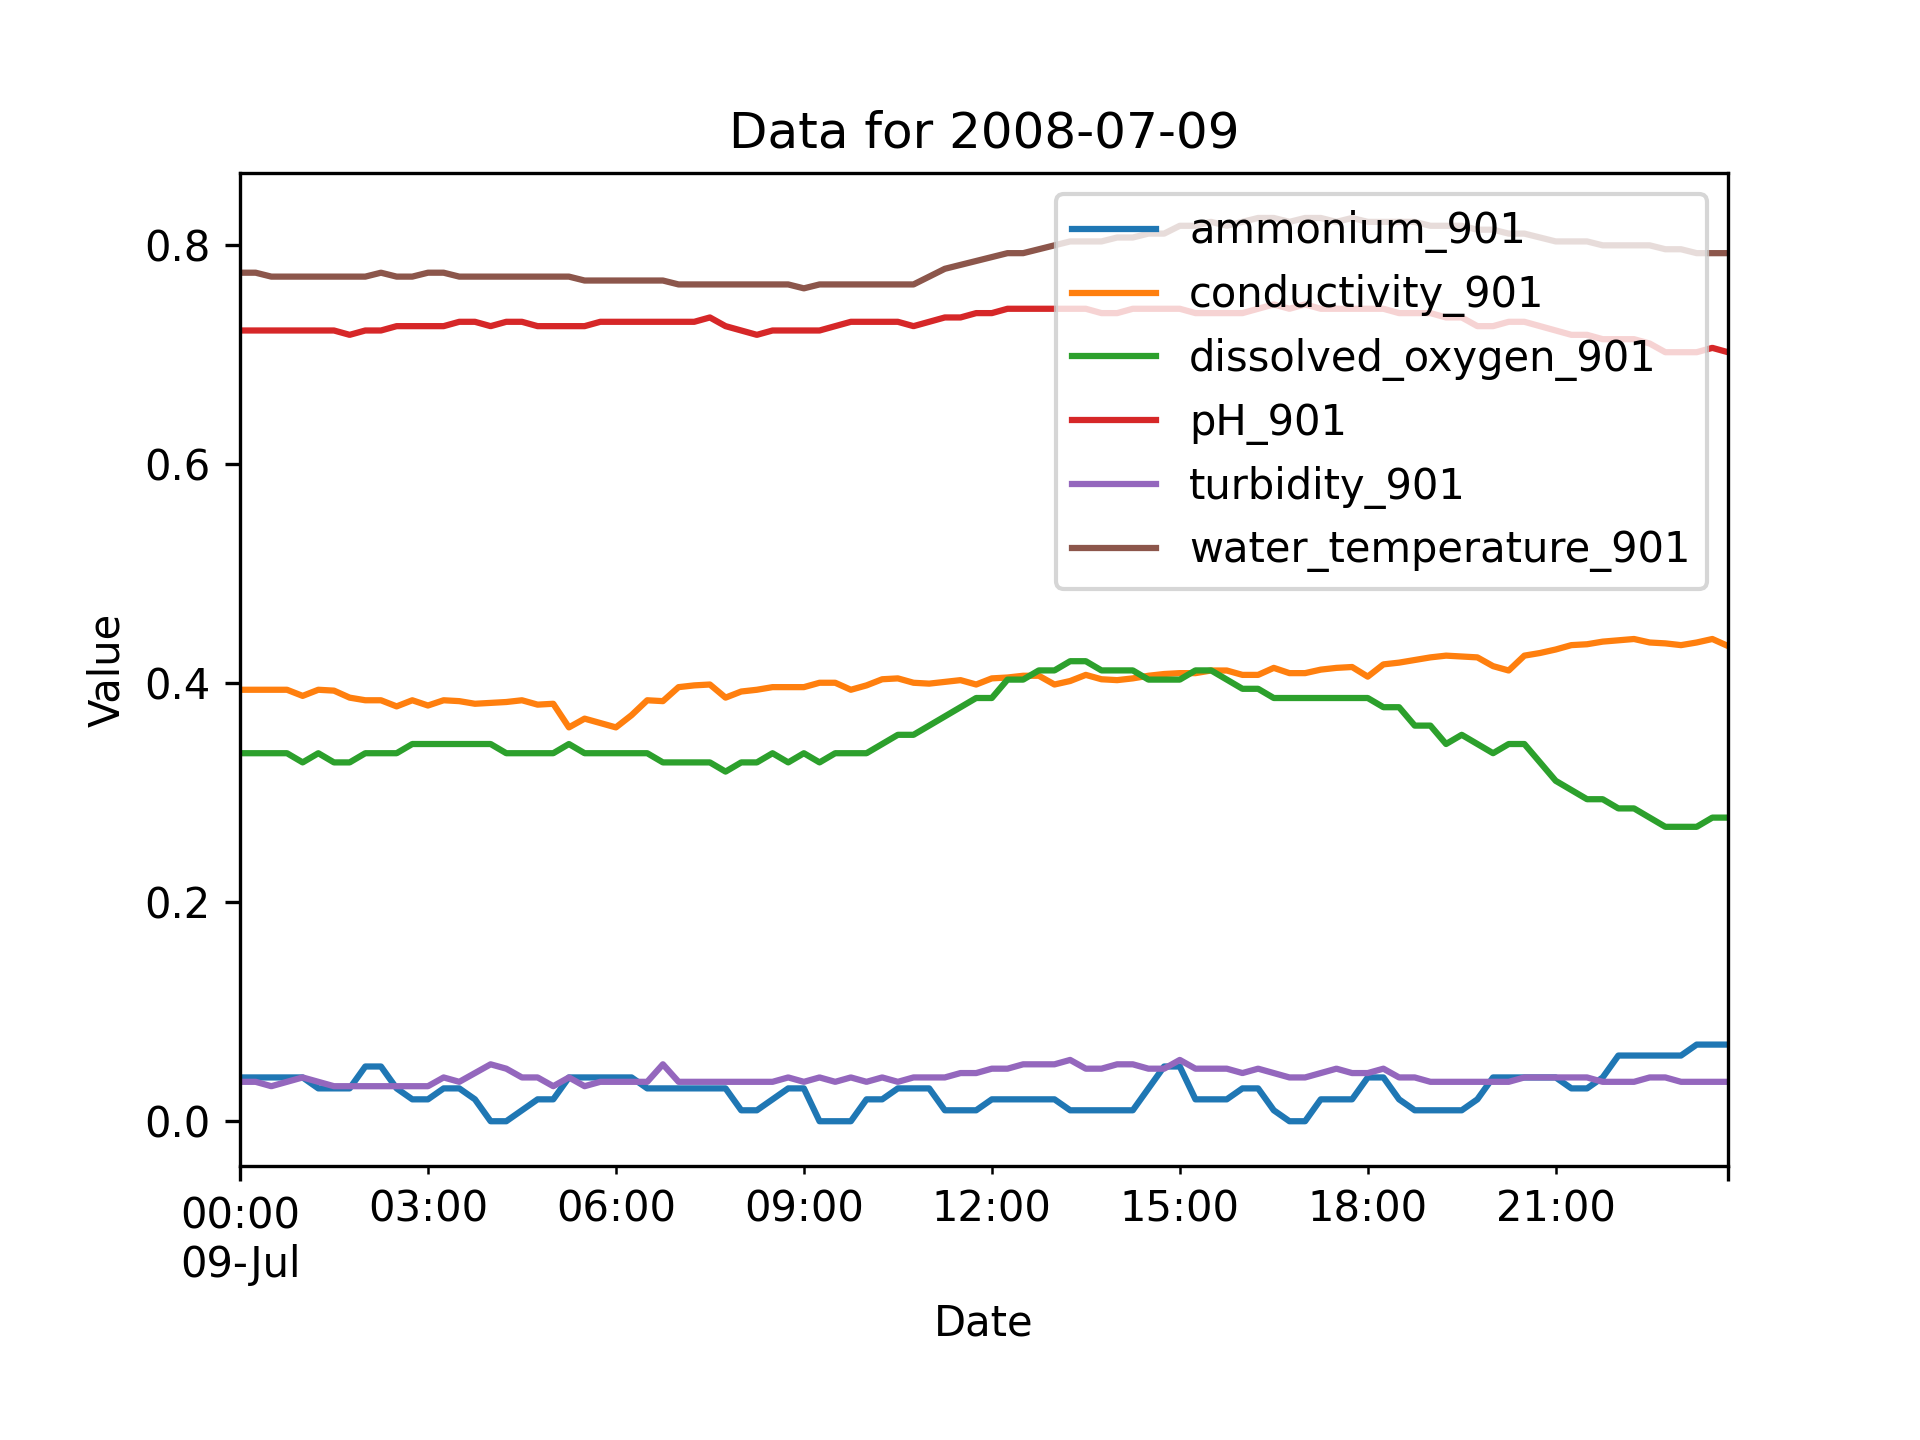 Data for 2008-07-09
ammonium_901
conductivity_901
dissolved_oxygen_901
pH_901
turbidity_901
water_temperature_901
Value
0.8
0.6
0.4
0.2
0.0
00:00 03:00 06:00 09:00 12:00 15:00 18:00 21:00
09-Jul
Date